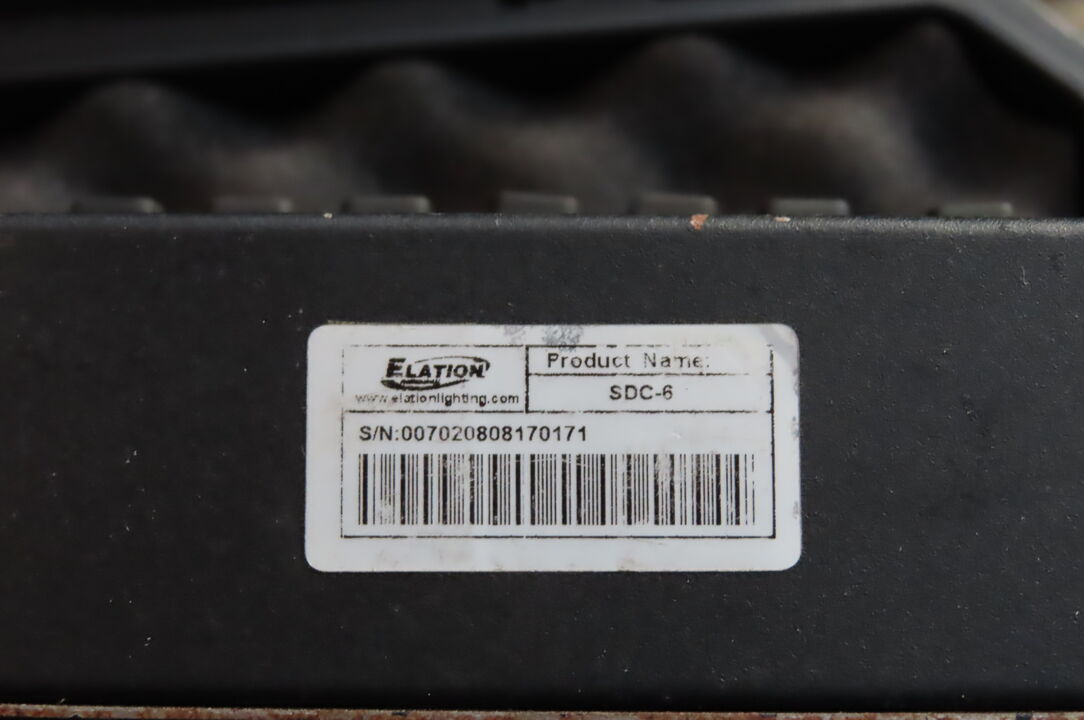 ELATION
www.elationlighting.com
Product Name:
SDC-6
S/N:007020808170171